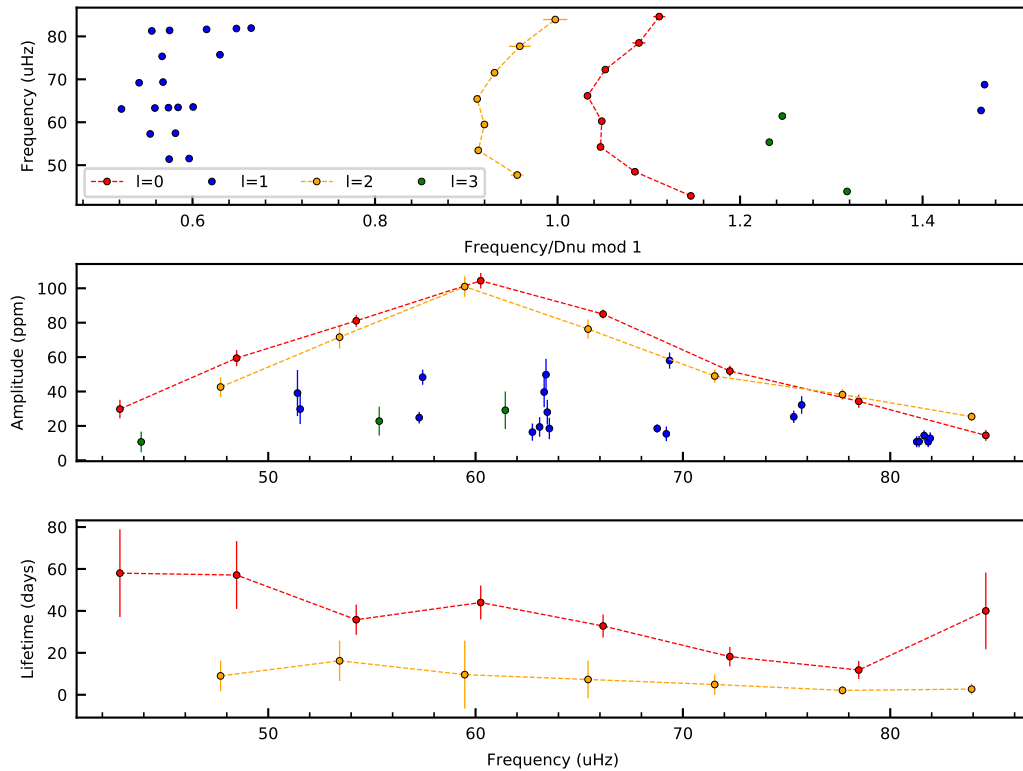 80
70
60
50
Frequency (uHz)
l=0 l=1 l=2 l=3
0.6 0.8 1.0 1.2 1.4
Frequency/Dnu mod 1
100
80
60
40
20
0
Amplitude (ppm)
50 60 70 80
80
60
40
20
0
Lifetime (days)
50 60 70 80
Frequency (uHz)